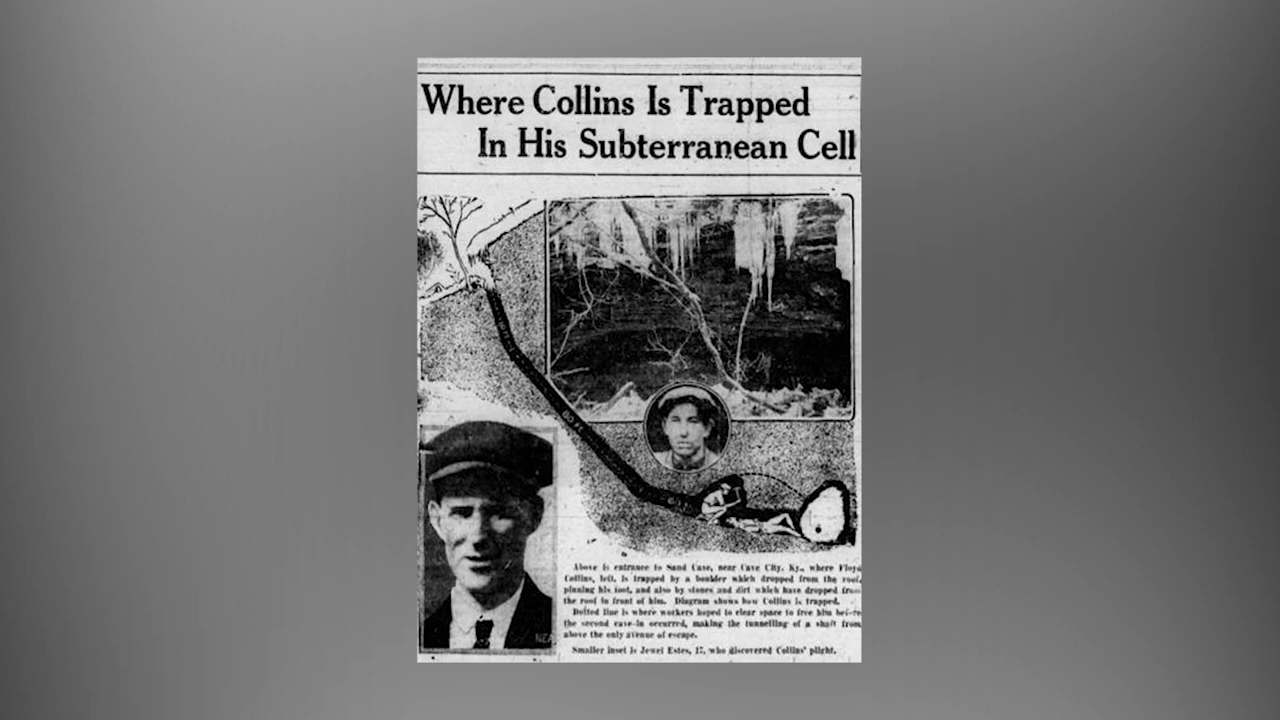 Where Collins Is Trapped
In His Subterranean Cell
60 FT.
NEA
Above is entrance to Sand Cave, near Cave City, Ky., where Floyd
Collins, left, is trapped by a boulder which dropped from the roof,
pinning his foot, and also by stones and dirt which have dropped from
the roof in front of him. Diagram shows how Collins is trapped.
Dotted line is where workers hoped to clear space to free him before
the second cave-in occurred, making the tunnelling of a shaft from
above the only avenue of escape.
Smaller inset is Jewel Estes, 17, who discovered Collins' plight.